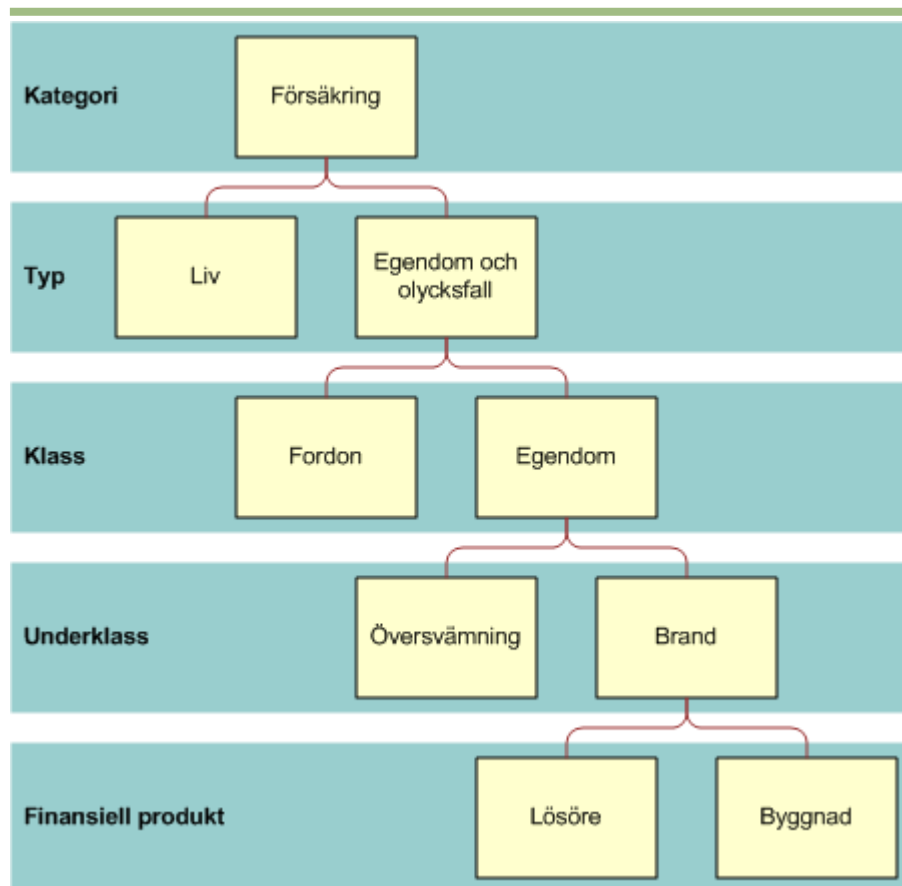 Kategori
Försäkring
Typ
Liv
Egendom och
olycksfall
Klass
Fordon
Egendom
Underklass
Översvämning
Brand
Finansiell produkt
Lösöre
Byggnad